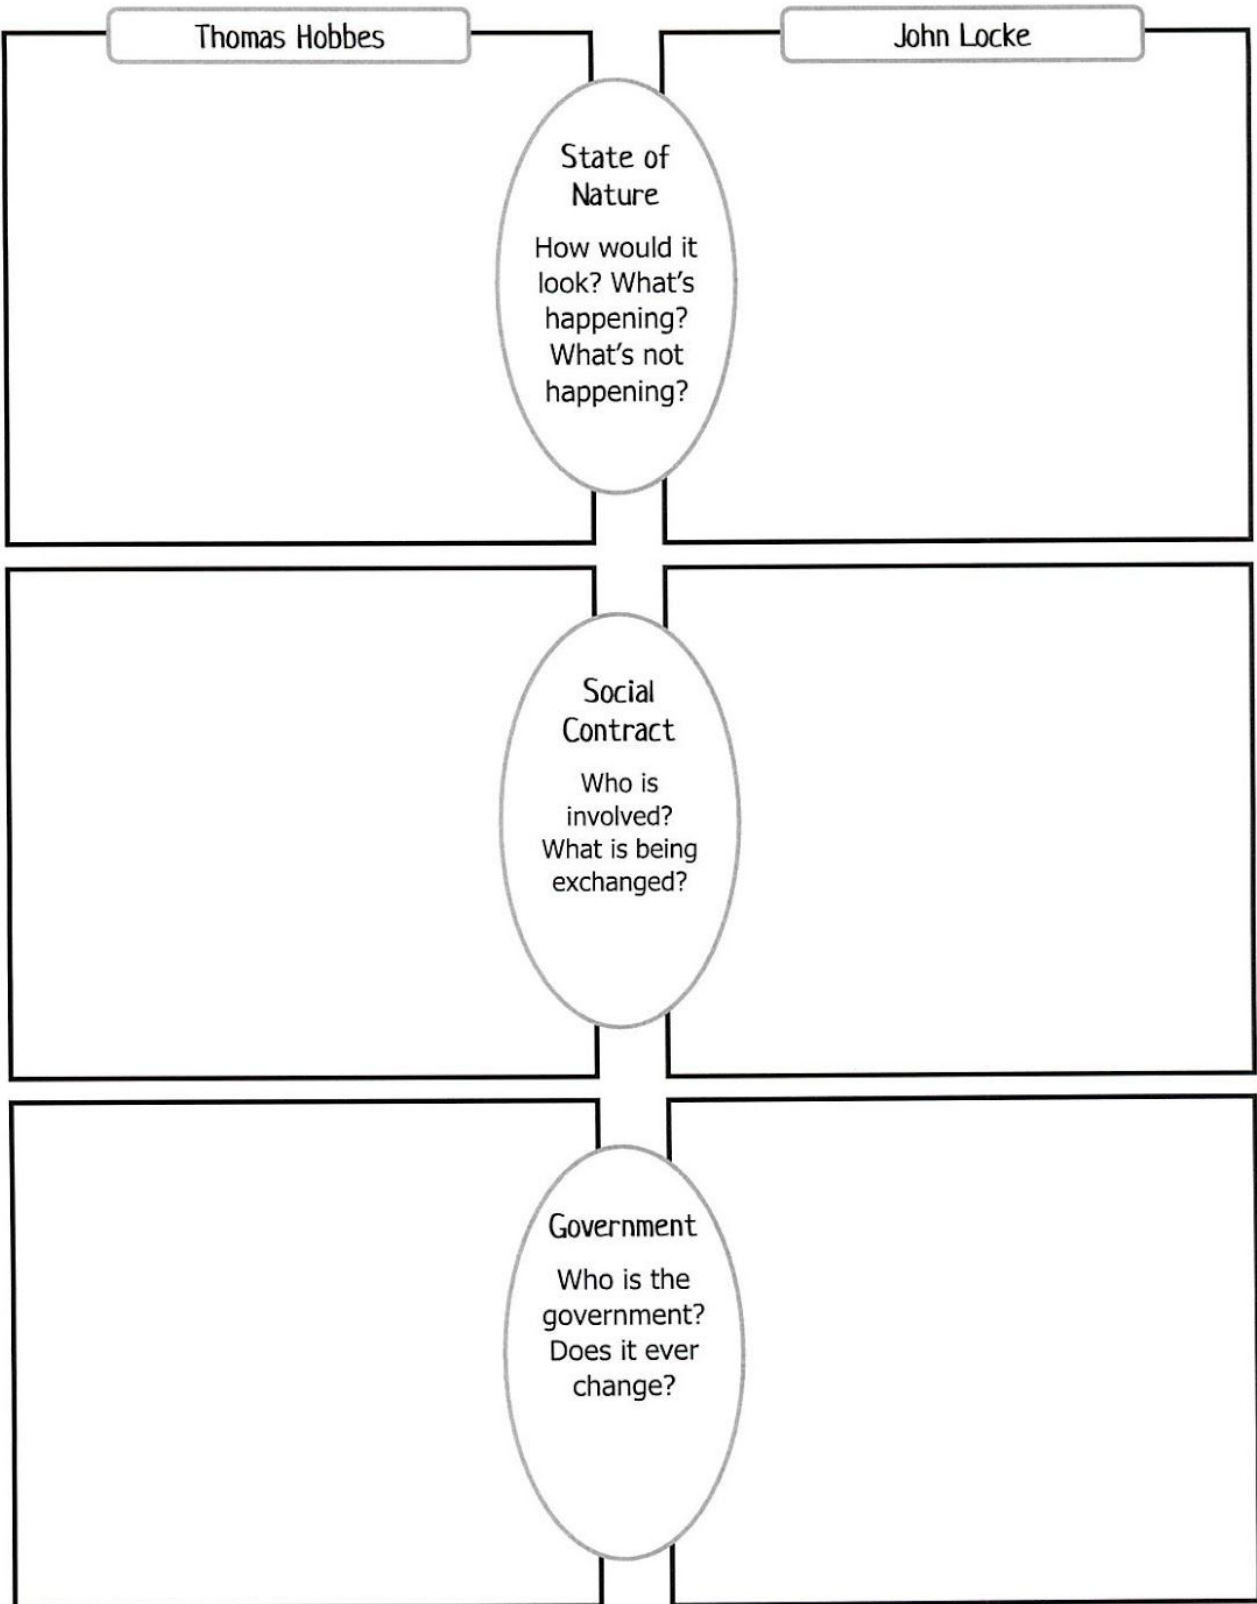 Thomas Hobbes
John Locke
State of
Nature
How would it
look? What's
happening?
What's not
happening?
Social
Contract
Who is
involved?
What is being
exchanged?
Government
Who is the
government?
Does it ever
change?